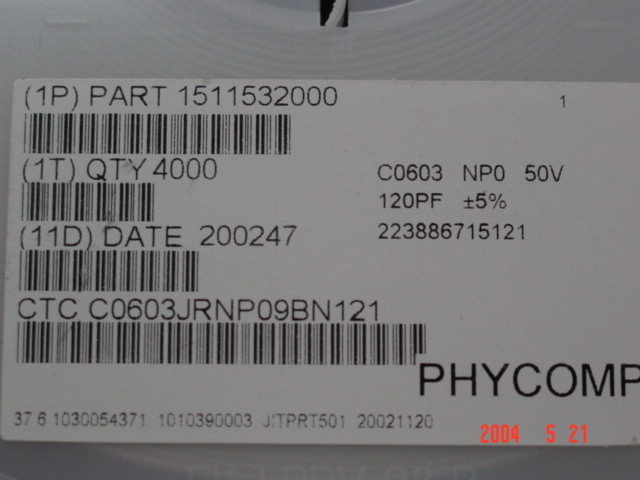 (1P) PART 1511532000
1
(1T) QTY 4000
C0603 NP0 50V
120PF ±5%
(11D) DATE 200247
223886715121
CTC C0603JRNP09BN121
PHYCOMP
37 6 1030054371 1010390003 J:TPRT501 20021120
2004 5 21